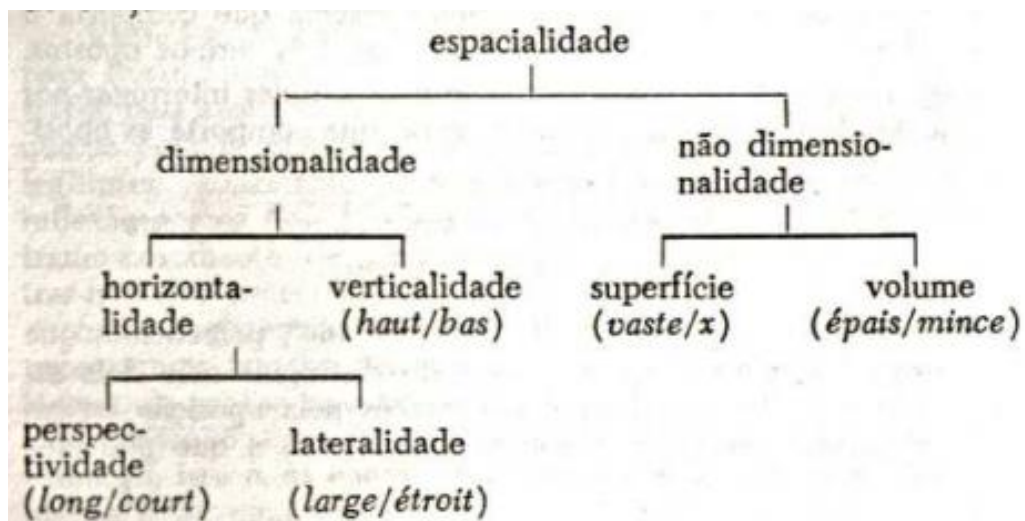 espacialidade
dimensionalidade
não dimensio-
nalidade
horizonta-
lidade
verticalidade
(haut/bas)
superfície
(vaste/x)
volume
(épais/mince)
perspec-
tividade
(long/court)
lateralidade
(large/étroit)